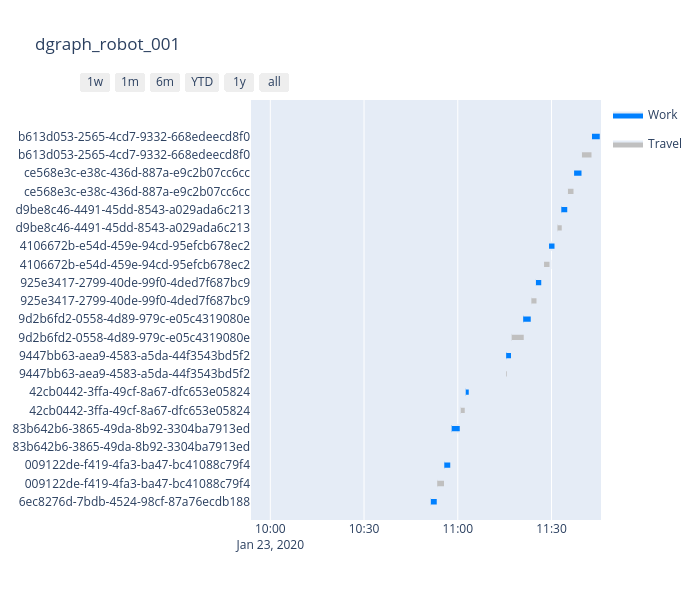 dgraph_robot_001
1w 1m 6m YTD 1y all
Work
Travel
b613d053-2565-4cd7-9332-668edeecd8f0
b613d053-2565-4cd7-9332-668edeecd8f0
ce568e3c-e38c-436d-887a-e9c2b07cc6cc
ce568e3c-e38c-436d-887a-e9c2b07cc6cc
d9be8c46-4491-45dd-8543-a029ada6c213
d9be8c46-4491-45dd-8543-a029ada6c213
4106672b-e54d-459e-94cd-95efcb678ec2
4106672b-e54d-459e-94cd-95efcb678ec2
925e3417-2799-40de-99f0-4ded7f687bc9
925e3417-2799-40de-99f0-4ded7f687bc9
9d2b6fd2-0558-4d89-979c-e05c4319080e
9d2b6fd2-0558-4d89-979c-e05c4319080e
9447bb63-aea9-4583-a5da-44f3543bd5f2
9447bb63-aea9-4583-a5da-44f3543bd5f2
42cb0442-3ffa-49cf-8a67-dfc653e05824
42cb0442-3ffa-49cf-8a67-dfc653e05824
83b642b6-3865-49da-8b92-3304ba7913ed
83b642b6-3865-49da-8b92-3304ba7913ed
009122de-f419-4fa3-ba47-bc41088c79f4
009122de-f419-4fa3-ba47-bc41088c79f4
6ec8276d-7bdb-4524-98cf-87a76ecdb188
10:00 10:30 11:00 11:30
Jan 23, 2020